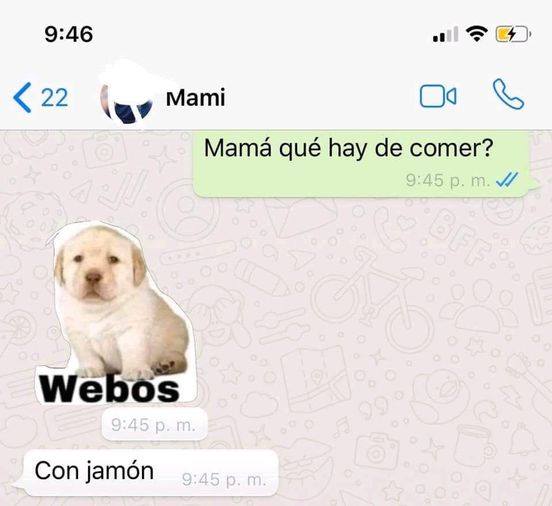 9:46
22
Mami
Mamá qué hay de comer?
9:45 p. m.
Webos
9:45 p. m.
Con jamón 9:45 p. m.